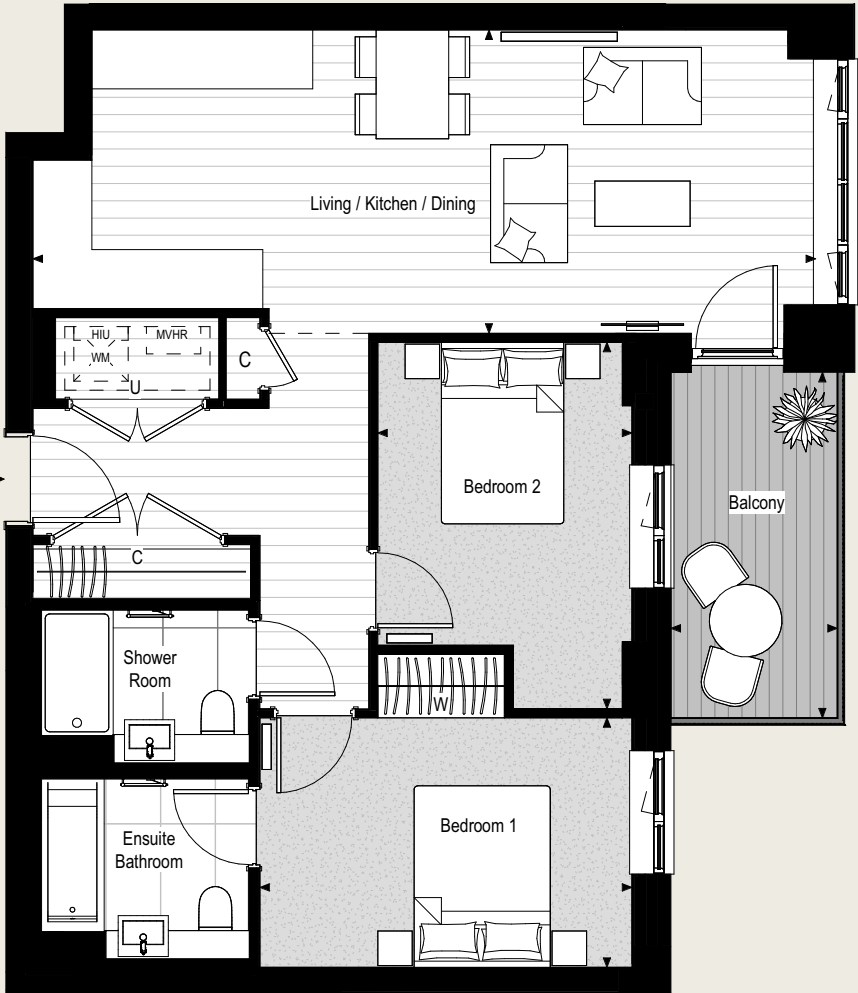 Living / Kitchen / Dining
HIU
MVHR
WM
C
U
Bedroom 2
Balcony
C
Shower
Room
W
Bedroom 1
Ensuite
Bathroom